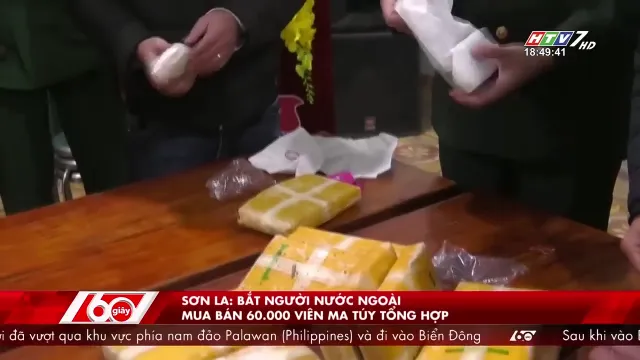 HTV7 HD
18:49:41
60 giây
SƠN LA: BẮT NGƯỜI NƯỚC NGOÀI
MUA BÁN 60.000 VIÊN MA TÚY TỔNG HỢP
i đã vượt qua khu vực phía nam đảo Palawan (Philippines) và đi vào Biển Đông 60 Sau khi vào B